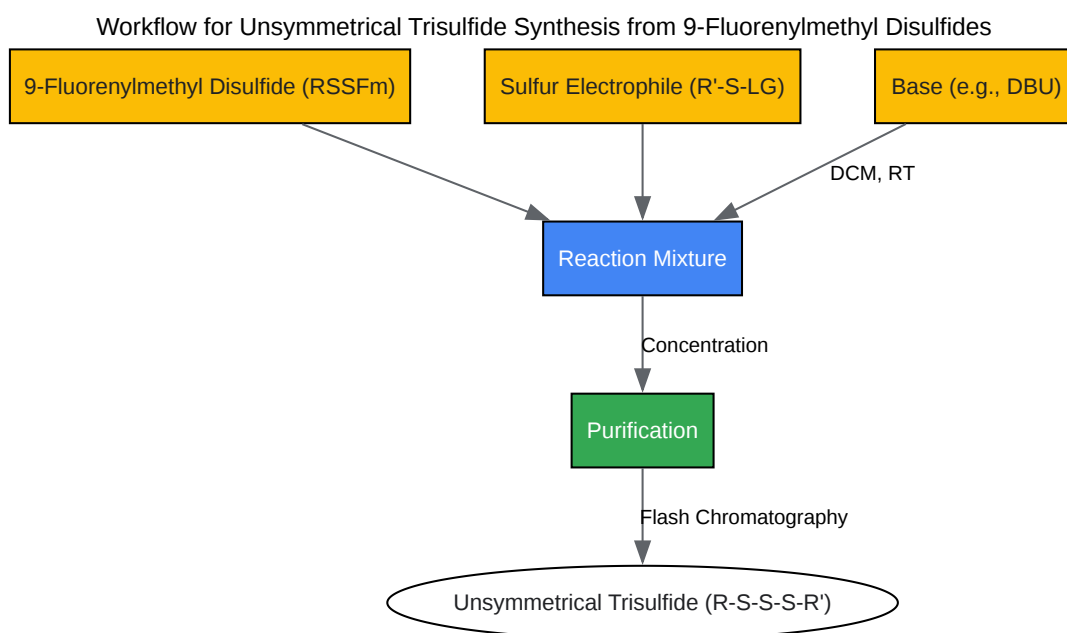 Workflow for Unsymmetrical Trisulfide Synthesis from 9-Fluorenylmethyl Disulfides
9-Fluorenylmethyl Disulfide (RSSFm)
Sulfur Electrophile (R'-S-LG)
Base (e.g., DBU)
DCM, RT
Reaction Mixture
Concentration
Purification
Flash Chromatography
Unsymmetrical Trisulfide (R-S-S-S-R')